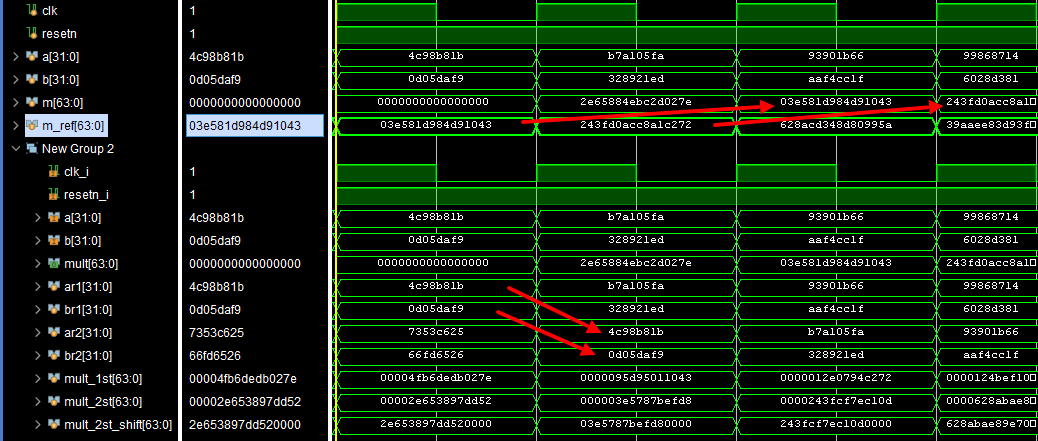 clk 1
resetn 1
a[31:0] 4c98b81b 4c98b81b b7a105fa 93901b66 99868714
b[31:0] 0d05daf9 0d05daf9 328921ed aaf4cc1f 6028d381
m[63:0] 0000000000000000 0000000000000000 2e65884ebc2d027e 03e581d984d91043 243fd0acc8a1
m_ref[63:0] 03e581d984d91043 03e581d984d91043 243fd0acc8a1c272 628acd348d80995a 39aaee83d93f
New Group 2
clk_i 1
resetn_i 1
a[31:0] 4c98b81b 4c98b81b b7a105fa 93901b66 99868714
b[31:0] 0d05daf9 0d05daf9 328921ed aaf4cc1f 6028d381
mult[63:0] 0000000000000000 0000000000000000 2e65884ebc2d027e 03e581d984d91043 243fd0acc8a1
ar1[31:0] 4c98b81b 4c98b81b b7a105fa 93901b66 99868714
br1[31:0] 0d05daf9 0d05daf9 328921ed aaf4cc1f 6028d381
ar2[31:0] 7353c625 7353c625 4c98b81b b7a105fa 93901b66
br2[31:0] 66fd6526 66fd6526 0d05daf9 328921ed aaf4cc1f
mult_1st[63:0] 00004fb6dedb027e 00004fb6dedb027e 0000095d95011043 0000012e0794c272 0000124bef10
mult_2st[63:0] 00002e653897dd52 00002e653897dd52 000003e5787befd8 0000243fcf7ec10d 0000628abae8
mult_2st_shift[63:0] 2e653897dd520000 2e653897dd520000 03e5787befd80000 243fcf7ec10d0000 628abae89e70